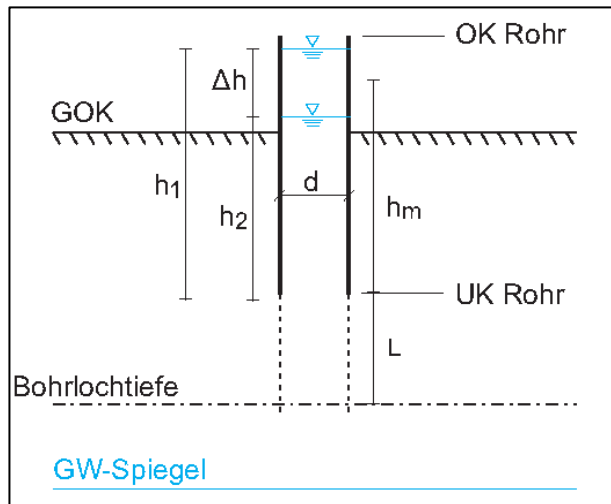 OK Rohr
Δh
GOK
h1
h2
d
hm
UK Rohr
L
Bohrlochtiefe
GW-Spiegel